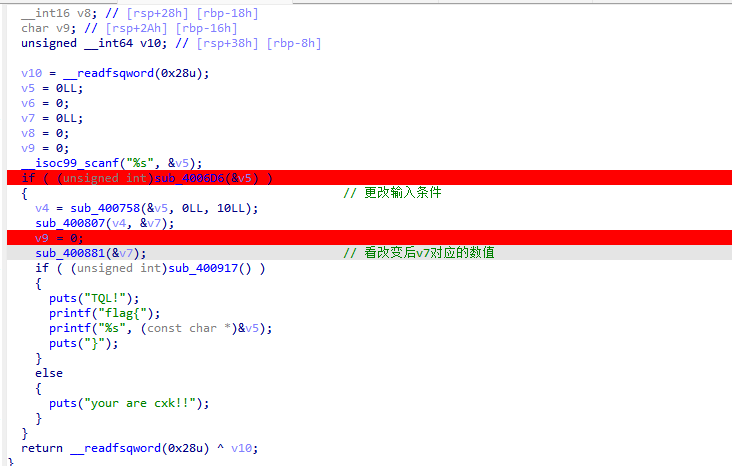 __int16 v8; // [rsp+28h] [rbp-18h]
char v9; // [rsp+2Ah] [rbp-16h]
unsigned __int64 v10; // [rsp+38h] [rbp-8h]
v10 = __readfsqword(0x28u);
v5 = 0LL;
v6 = 0;
v7 = 0LL;
v8 = 0;
v9 = 0;
__isoc99_scanf("%s", &v5);
if ( (unsigned int)sub_4006D6(&v5) )
{ // 更改输入条件
v4 = sub_400758(&v5, 0LL, 10LL);
sub_400807(v4, &v7);
v9 = 0;
sub_400881(&v7); // 看改变后v7对应的数值
if ( (unsigned int)sub_400917() )
{
puts("TQL!");
printf("flag{");
printf("%s", (const char *)&v5);
puts("}");
}
else
{
puts("your are cxk!!");
}
}
return __readfsqword(0x28u) ^ v10;
}